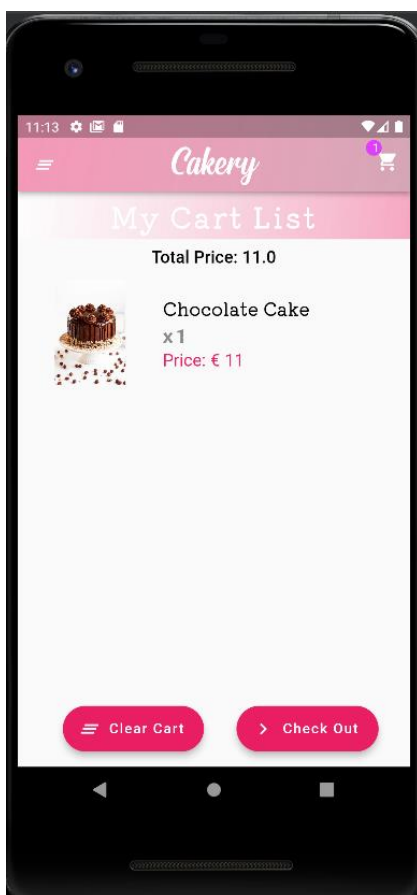 11:13
Cakery
1
My Cart List
Total Price: 11.0
Chocolate Cake
x 1
Price: € 11
Clear Cart
Check Out